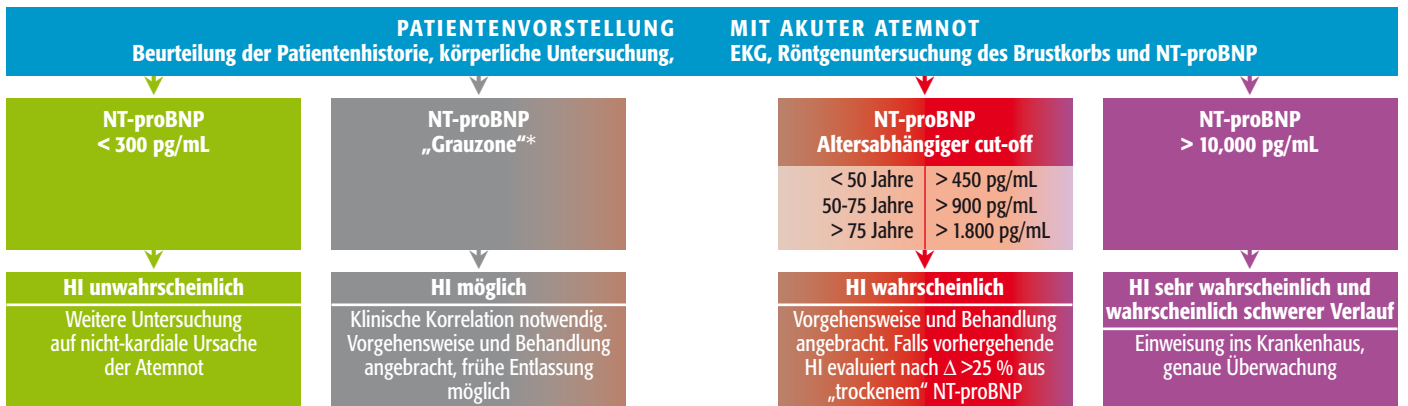 PATIENTENVORSTELLUNG MIT AKUTER ATEMNOT
Beurteilung der Patientenhistorie, körperliche Untersuchung, EKG, Röntgenuntersuchung des Brustkorbs und NT-proBNP
NT-proBNP
< 300 pg/mL
HI unwahrscheinlich
Weitere Untersuchung
auf nicht-kardiale Ursache
der Atemnot
NT-proBNP
„Grauzone“*
HI möglich
Klinische Korrelation notwendig.
Vorgehensweise und Behandlung
angebracht, frühe Entlassung
möglich
NT-proBNP
Altersabhängiger cut-off
< 50 Jahre > 450 pg/mL
50-75 Jahre > 900 pg/mL
> 75 Jahre > 1.800 pg/mL
HI wahrscheinlich
Vorgehensweise und Behandlung
angebracht. Falls vorhergehende
HI evaluiert nach Δ >25 % aus
„trockenem“ NT-proBNP
NT-proBNP
> 10,000 pg/mL
HI sehr wahrscheinlich und
wahrscheinlich schwerer Verlauf
Einweisung ins Krankenhaus,
genaue Überwachung